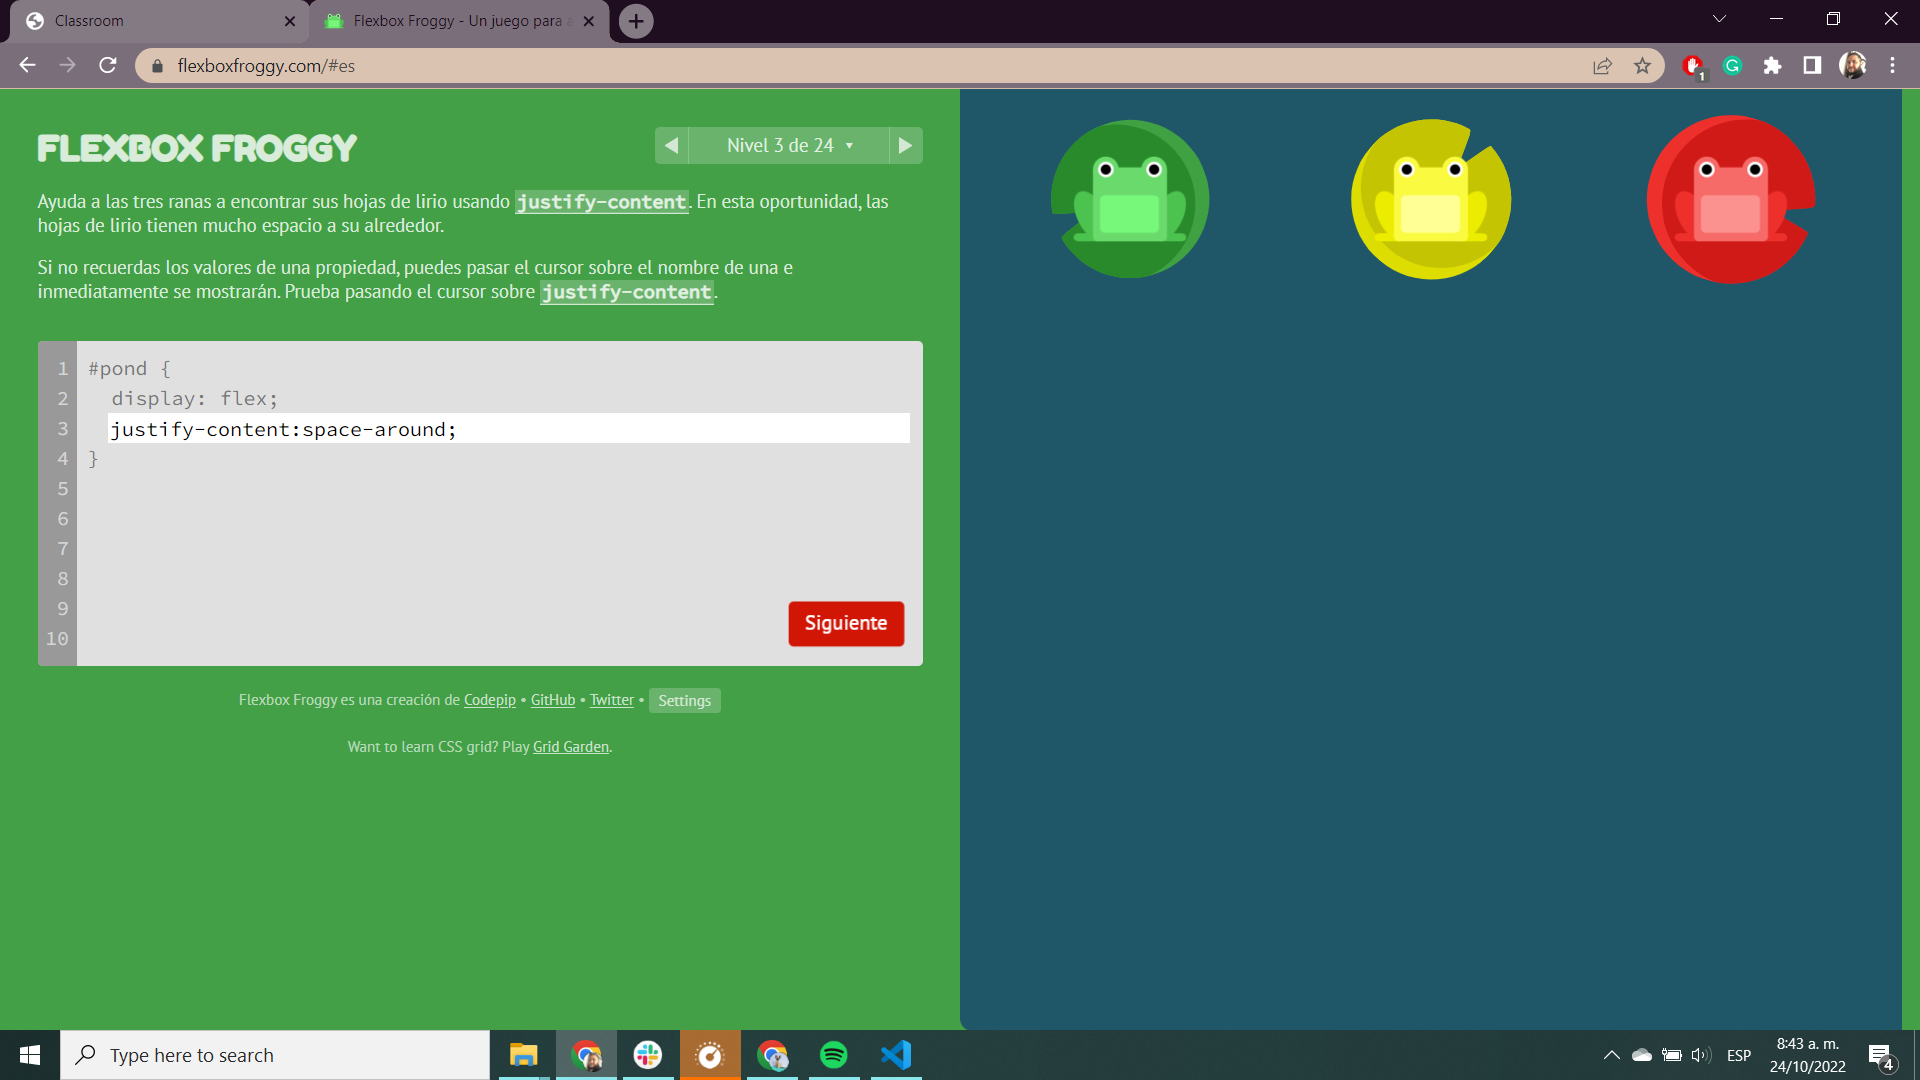 Classroom
Flexbox Froggy - Un juego para a
flexboxfroggy.com/#es
1
FLEXBOX FROGGY
Nivel 3 de 24
Ayuda a las tres ranas a encontrar sus hojas de lirio usando justify-content. En esta oportunidad, las
hojas de lirio tienen mucho espacio a su alrededor.
Si no recuerdas los valores de una propiedad, puedes pasar el cursor sobre el nombre de una e
inmediatamente se mostrarán. Prueba pasando el cursor sobre justify-content.
1 #pond {
2 display: flex;
3 justify-content:space-around;
4 }
5
6
7
8
9
10
Siguiente
Flexbox Froggy es una creación de Codepip • GitHub • Twitter • Settings
Want to learn CSS grid? Play Grid Garden.
Type here to search
ESP
8:43 a. m.
24/10/2022
4